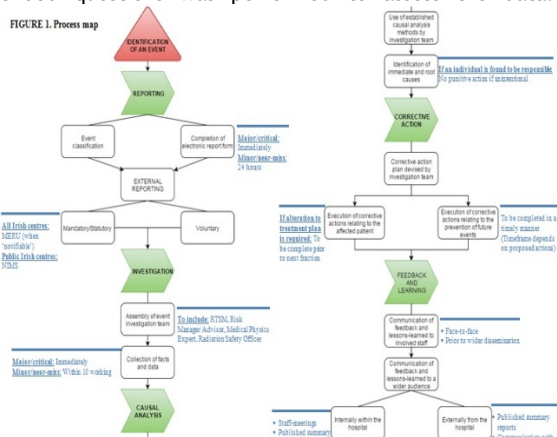 FIGURE 1. Process map
IDENTIFICATION
OF AN EVENT
REPORTING
Event
classification
Completion of
electronic report form
Major/critical:
Immediately
Minor/near-miss:
24 hours
EXTERNAL
REPORTING
All Irish centres:
MERU (when
'notifiable')
Public Irish centres:
NIMS
Mandatory/Statutory
Voluntary
INVESTIGATION
Assembly of event
investigation team
To include: RTSM, Risk
Manager/Advisor, Medical Physics
Expert, Radiation Safety Officer
Major/critical: Immediately
Minor/near-miss: Within 10 working
Collection of facts
and data
CAUSAL
ANALYSIS
Use of established
causal analysis
methods by
investigation team
Identification of
immediate and root
causes
If an individual is found to be responsible:
No punitive action if unintentional
CORRECTIVE
ACTION
Corrective action
plan devised by
investigation team
If alteration to
treatment plan
is required: To
be complete prior
to next fraction
Execution of corrective
actions relating to the
affected patient
Execution of corrective
actions relating to the
prevention of future
events
To be completed in a
timely manner
(Timeframe depends
on proposed actions)
FEEDBACK
AND
LEARNING
Communication of
feedback and
lessons-learned to
involved staff
• Face-to-face
• Prior to wider dissemination
Communication of
feedback and
lessons-learned to a
wider audience
• Staff-meetings
• Published summary
Internally within the
hospital
Externally from the
hospital
• Published summary
reports